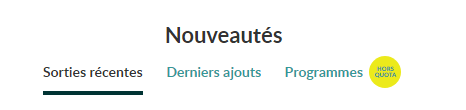 Nouveautés
Sorties récentes Derniers ajouts Programmes HORS
QUOTA